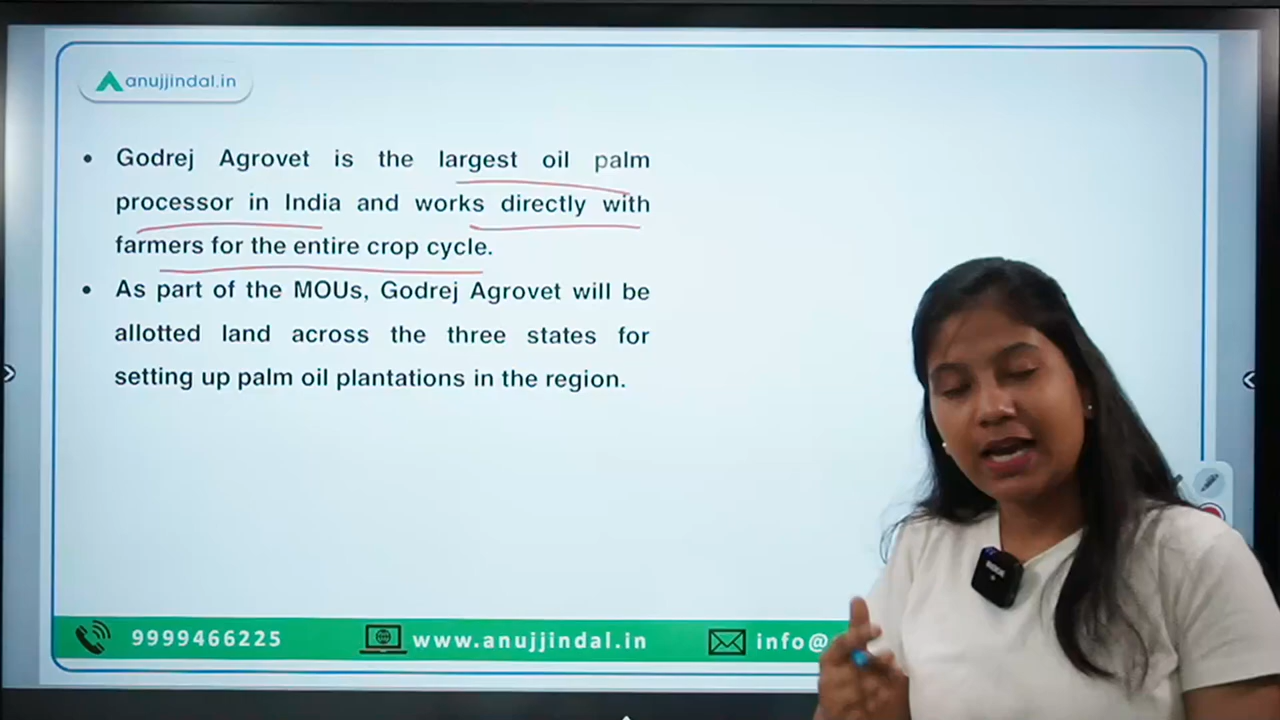 anujjindal.in
• Godrej Agrovet is the largest oil palm
processor in India and works directly with
farmers for the entire crop cycle.
• As part of the MOUs, Godrej Agrovet will be
allotted land across the three states for
setting up palm oil plantations in the region.
9999466225 www.anujjindal.in info@